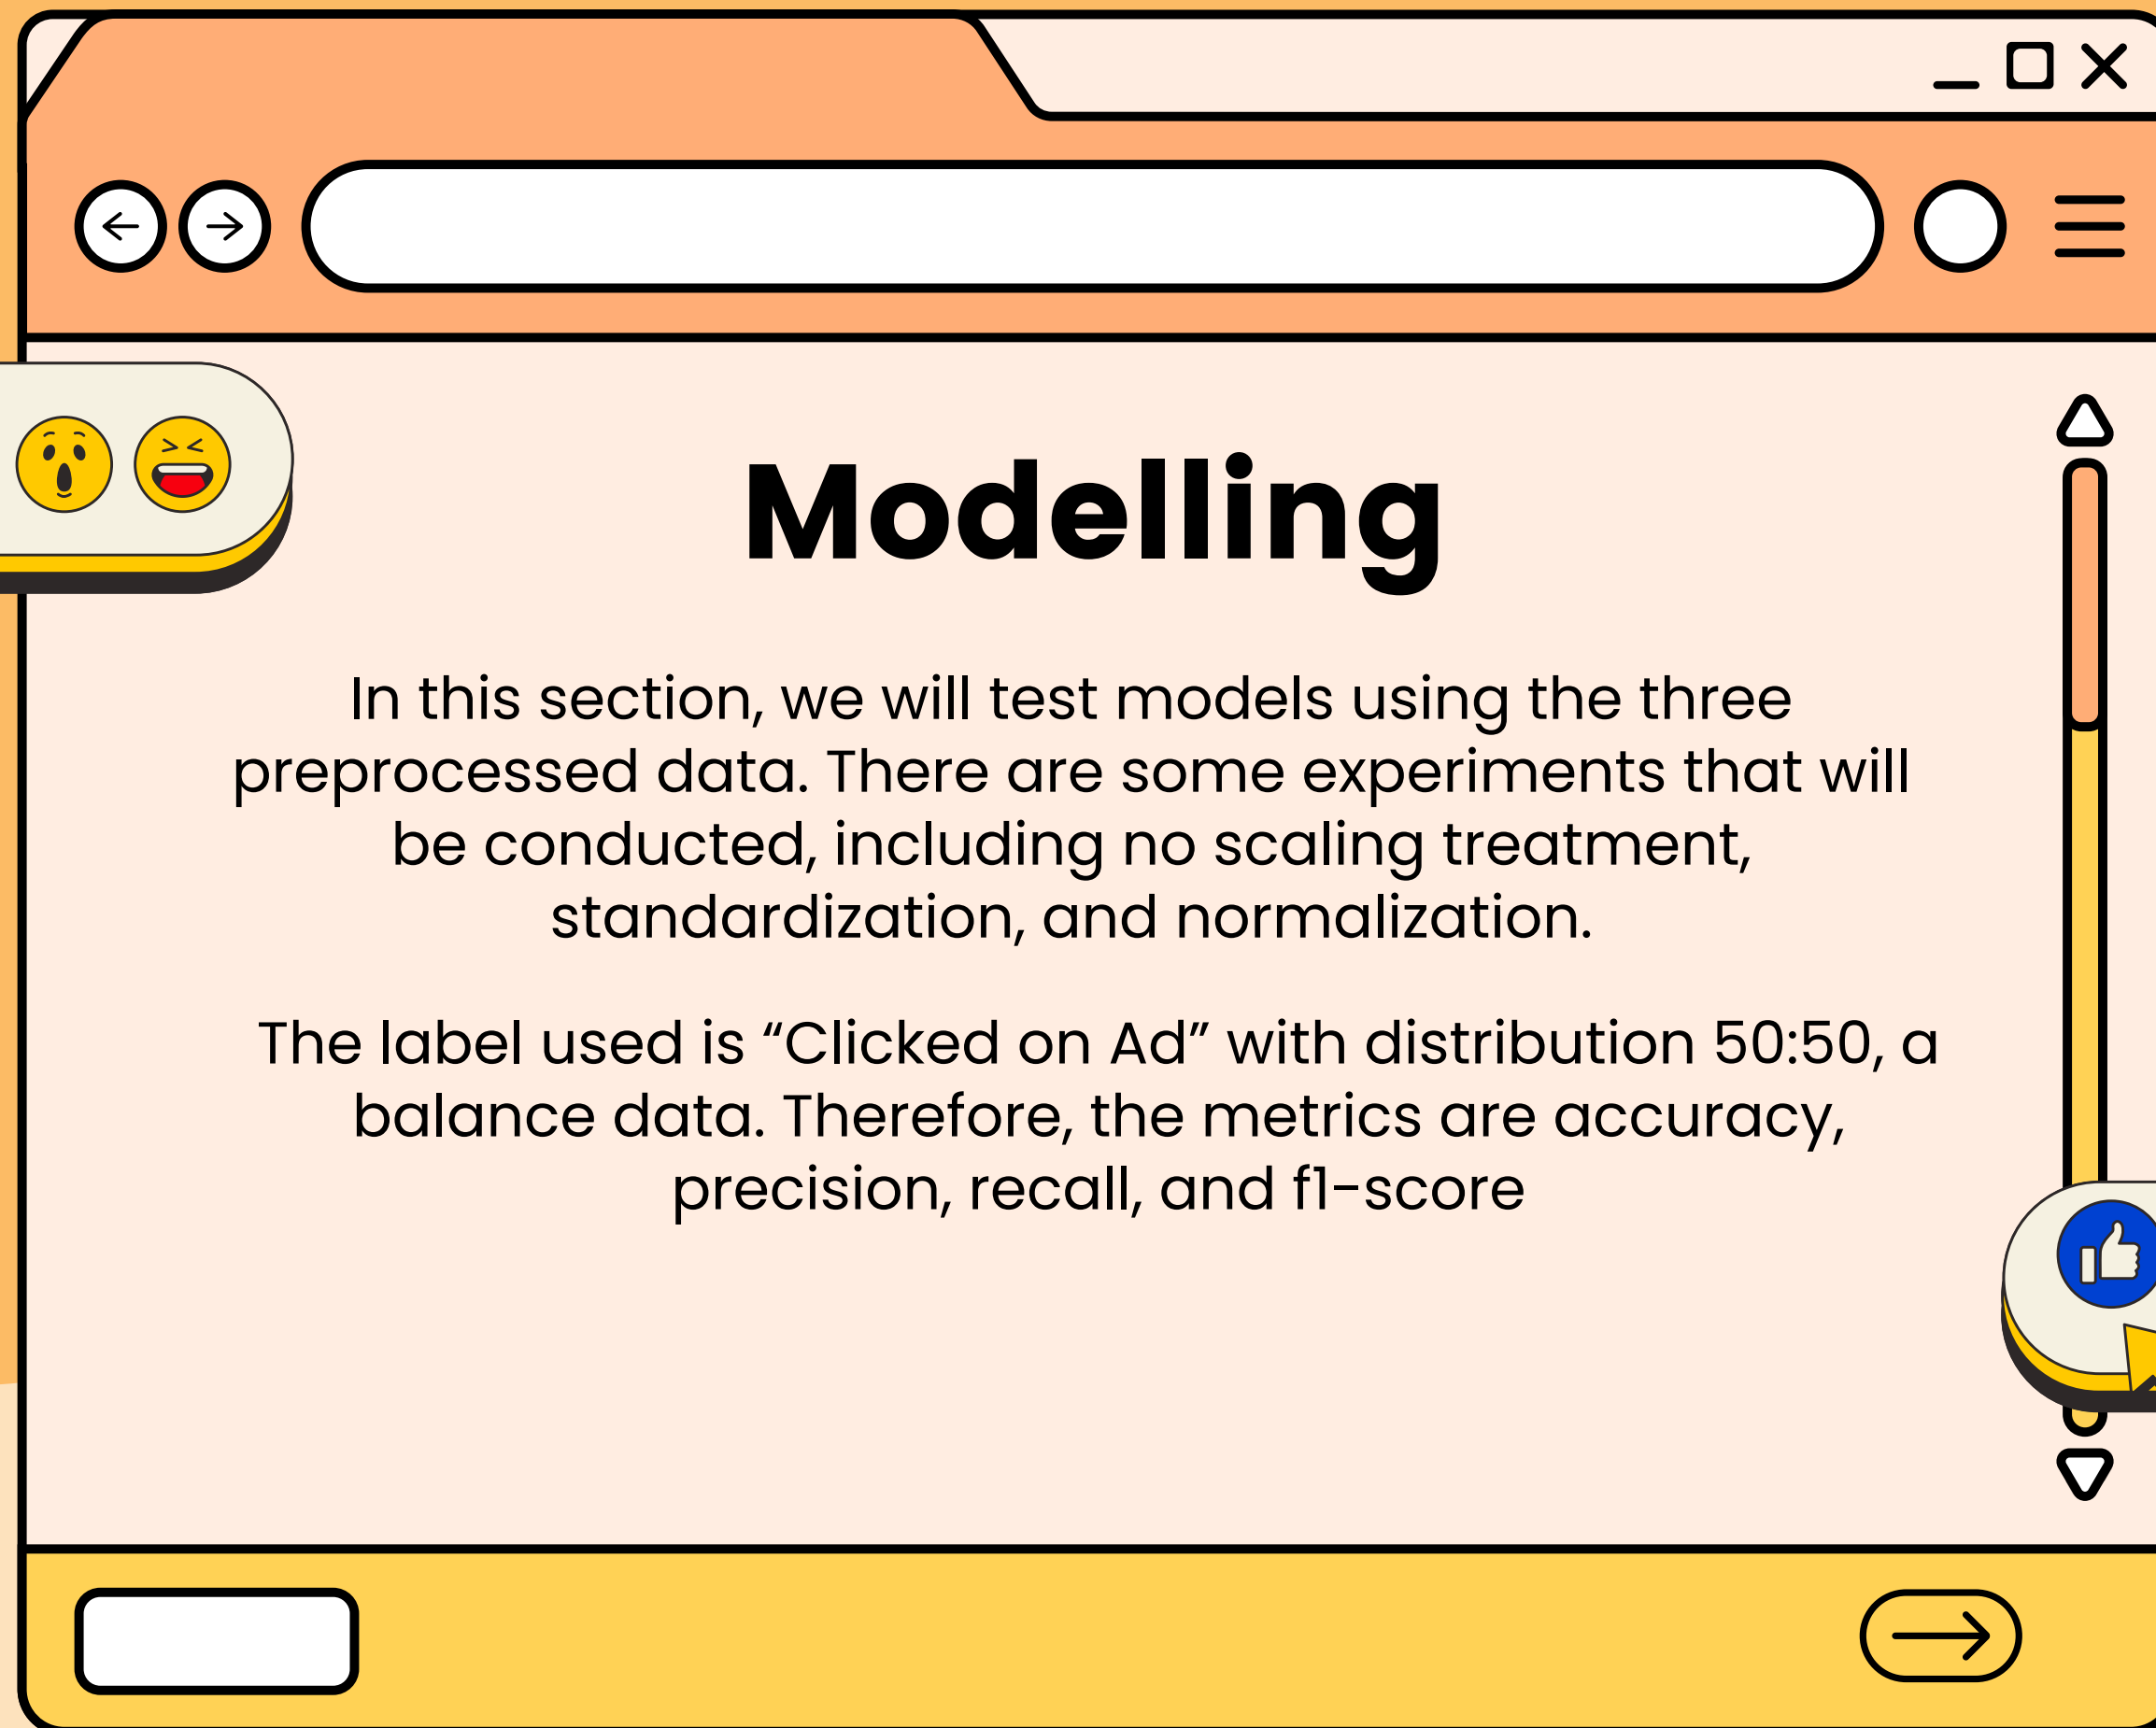 Modelling
In this section, we will test models using the three
preprocessed data. There are some experiments that will
be conducted, including no scaling treatment,
standardization, and normalization.
The label used is “Clicked on Ad” with distribution 50:50, a
balance data. Therefore, the metrics are accuracy,
precision, recall, and f1-score